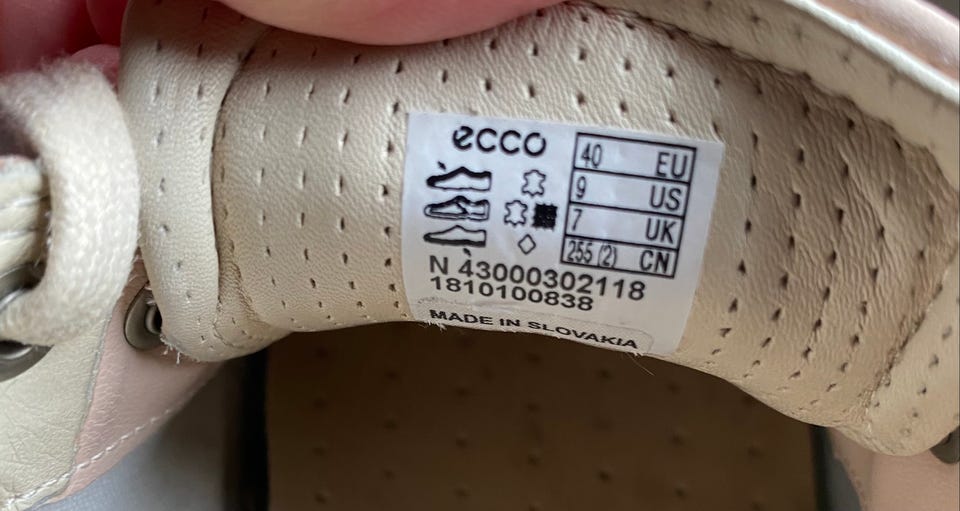 ecco
40 EU
9 US
7 UK
255 (2) CN
N 43000302118
1810100838
MADE IN SLOVAKIA